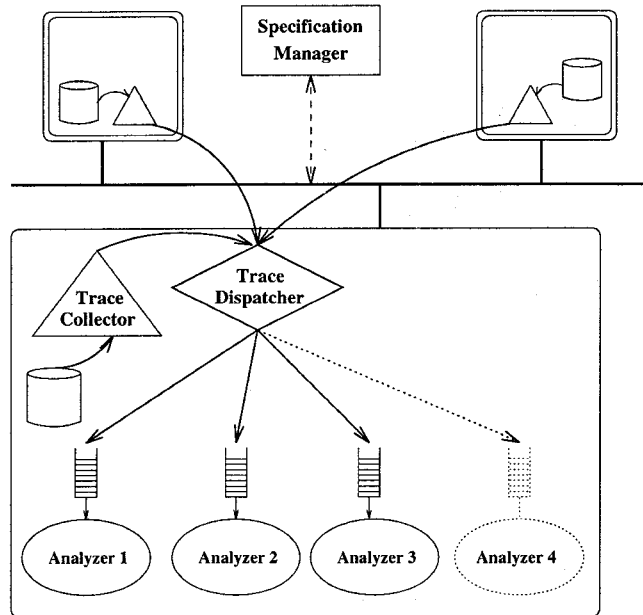 Specification
Manager
Trace
Dispatcher
Trace
Collector
Analyzer 1
Analyzer 2
Analyzer 3
Analyzer 4